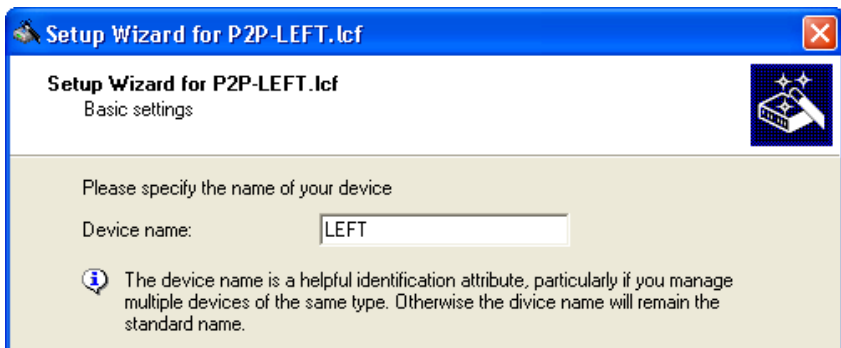 Setup Wizard for P2P-LEFT.lcf
Setup Wizard for P2P-LEFT.lcf
Basic settings
Please specify the name of your device
Device name: LEFT
The device name is a helpful identification attribute, particularly if you manage
multiple devices of the same type. Otherwise the divice name will remain the
standard name.